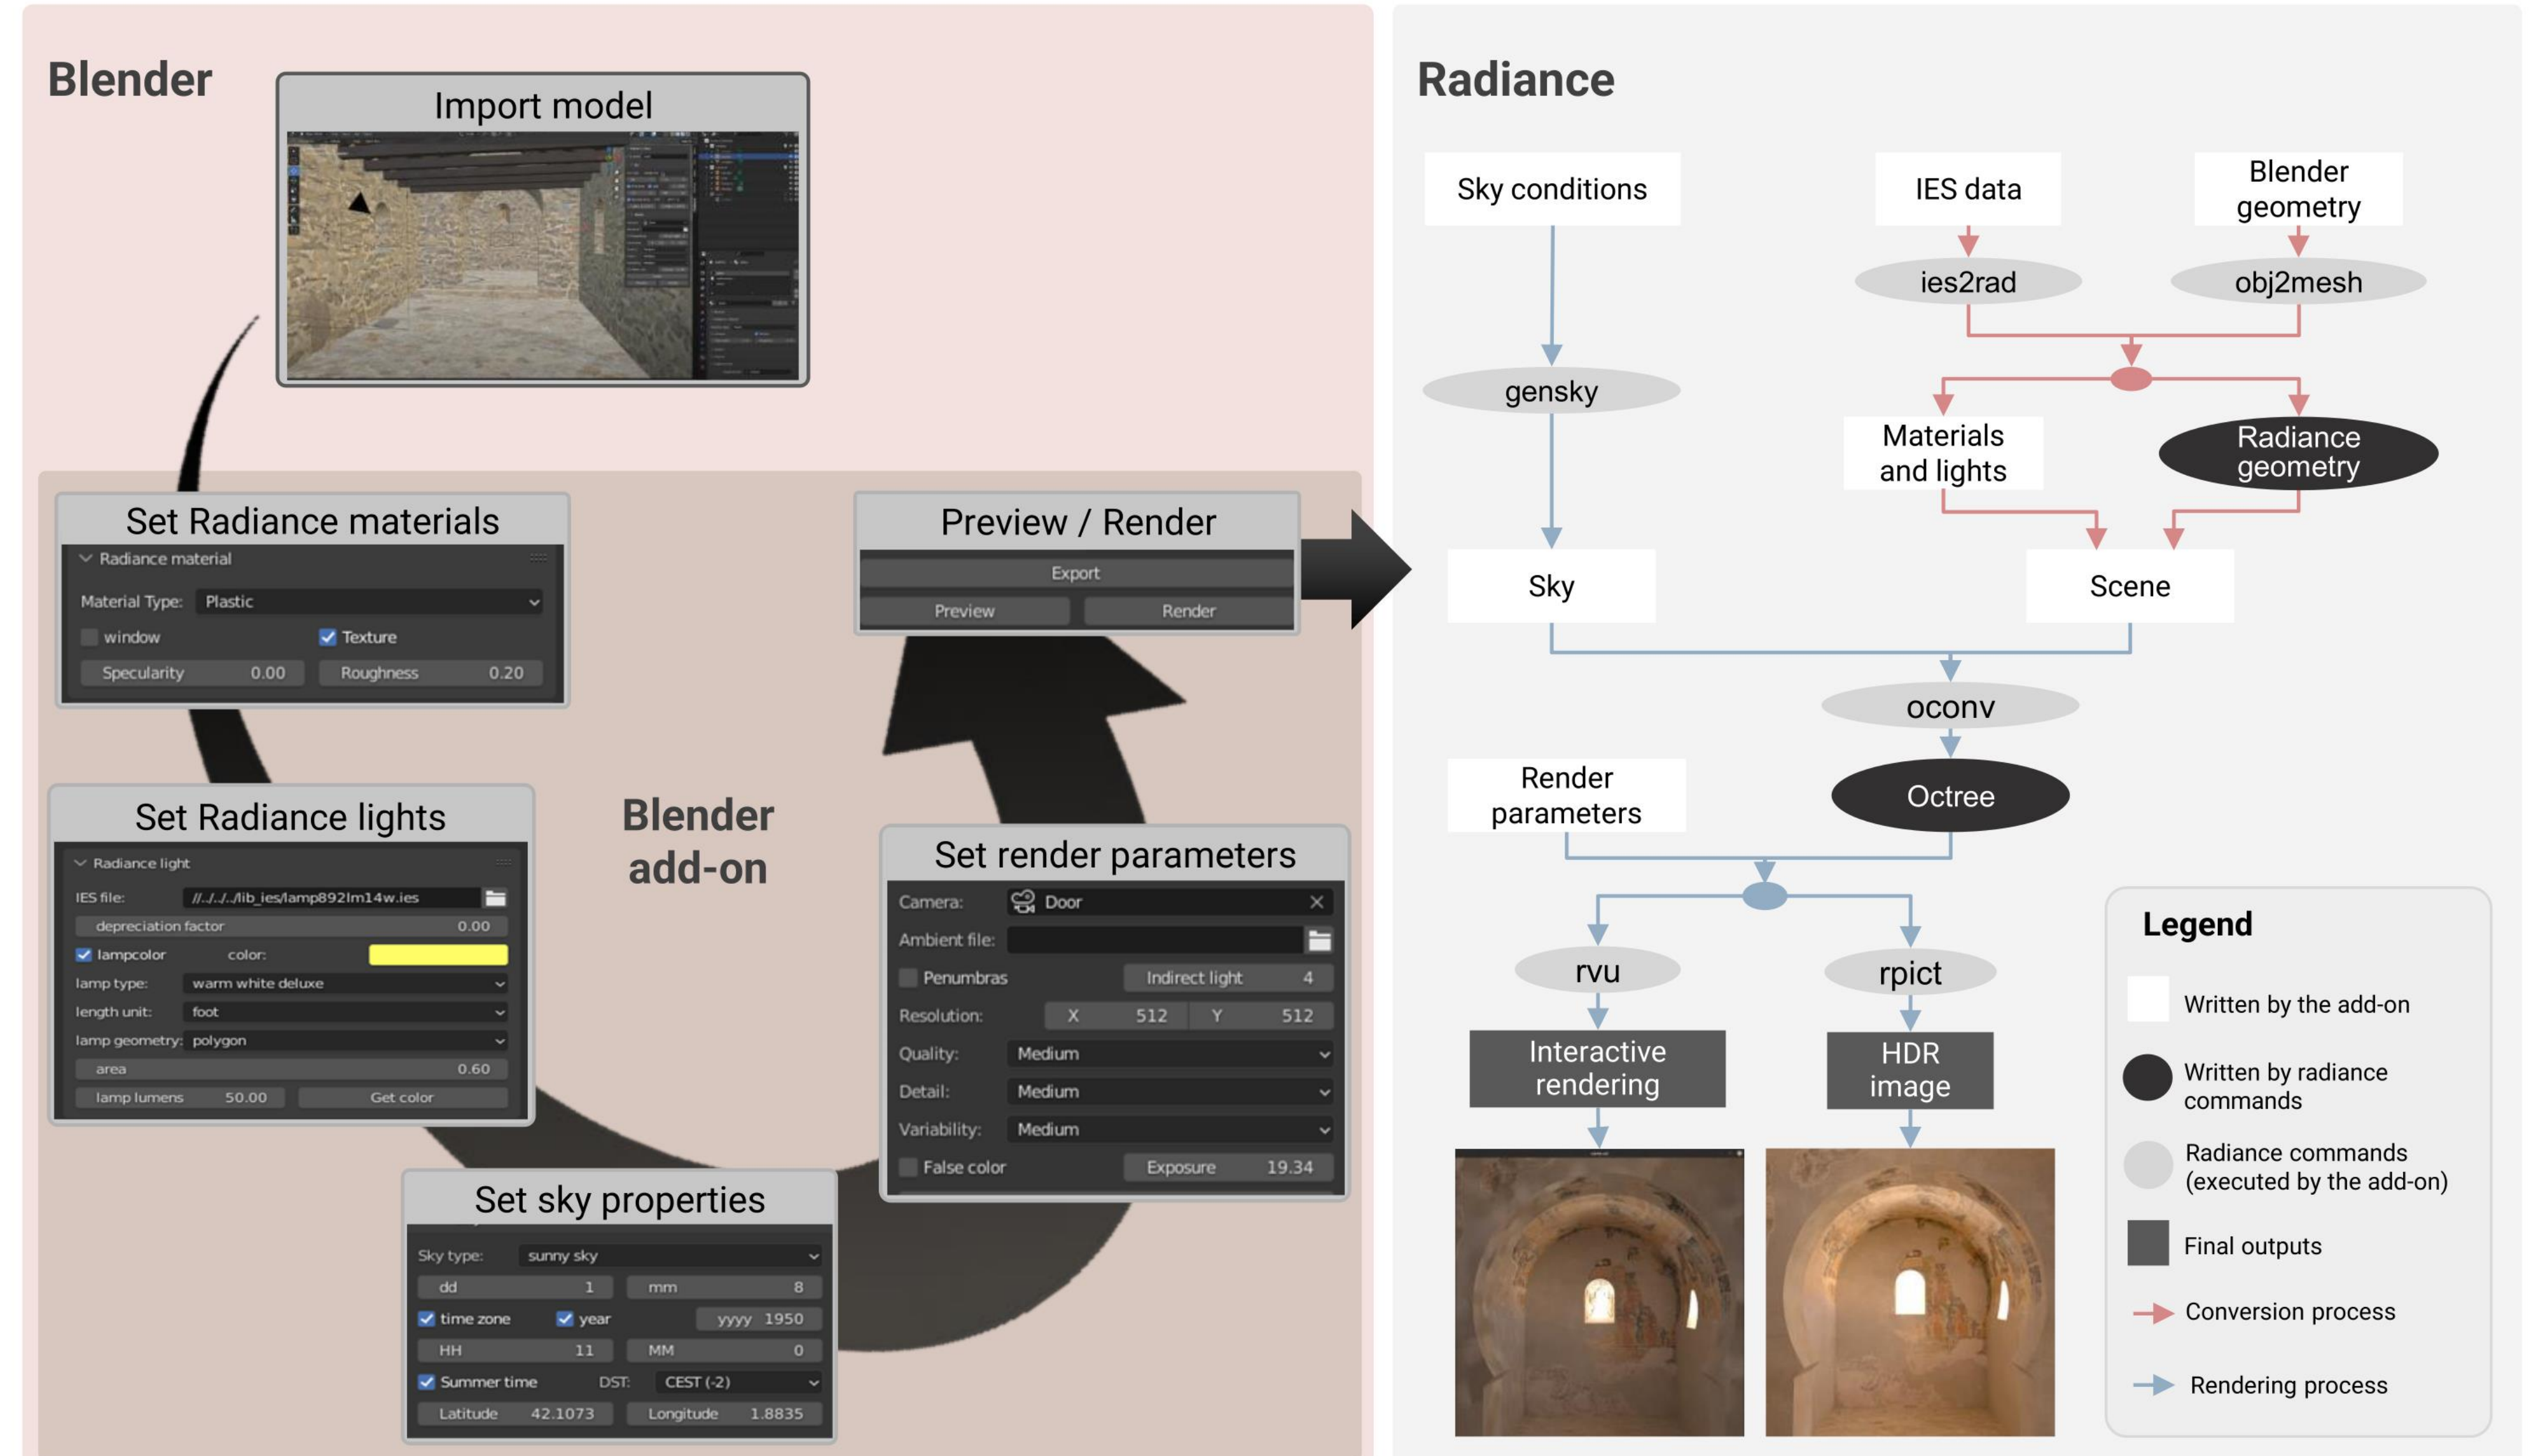 Blender
Import model
Set Radiance materials
Radiance material
Material Type: Plastic
window Texture
Specularity 0.00 Roughness 0.20
Preview / Render
Export
Preview Render
Set Radiance lights
Radiance light
IES file: //../../../lib_ies/lamp892lm14w.ies
depreciation factor 0.00
lampcolor color:
lamp type: warm white deluxe
length unit: foot
lamp geometry: polygon
area 0.60
lamp lumens 50.00 Get color
Blender
add-on
Set render parameters
Camera: Door
Ambient file:
Penumbras Indirect light 4
Resolution: X 512 Y 512
Quality: Medium
Detail: Medium
Variability: Medium
False color Exposure 19.34
Set sky properties
Sky type: sunny sky
dd 1 mm 8
time zone year yyyy 1950
HH 11 MM 0
Summer time DST: CEST (-2)
Latitude 42.1073 Longitude 1.8835
Radiance
Sky conditions
IES data
Blender
geometry
ies2rad
obj2mesh
gensky
Materials
and lights
Radiance
geometry
Sky
Scene
oconv
Render
parameters
Octree
rvu
rpict
Interactive
rendering
HDR
image
Legend
Written by the add-on
Written by radiance
commands
Radiance commands
(executed by the add-on)
Final outputs
Conversion process
Rendering process